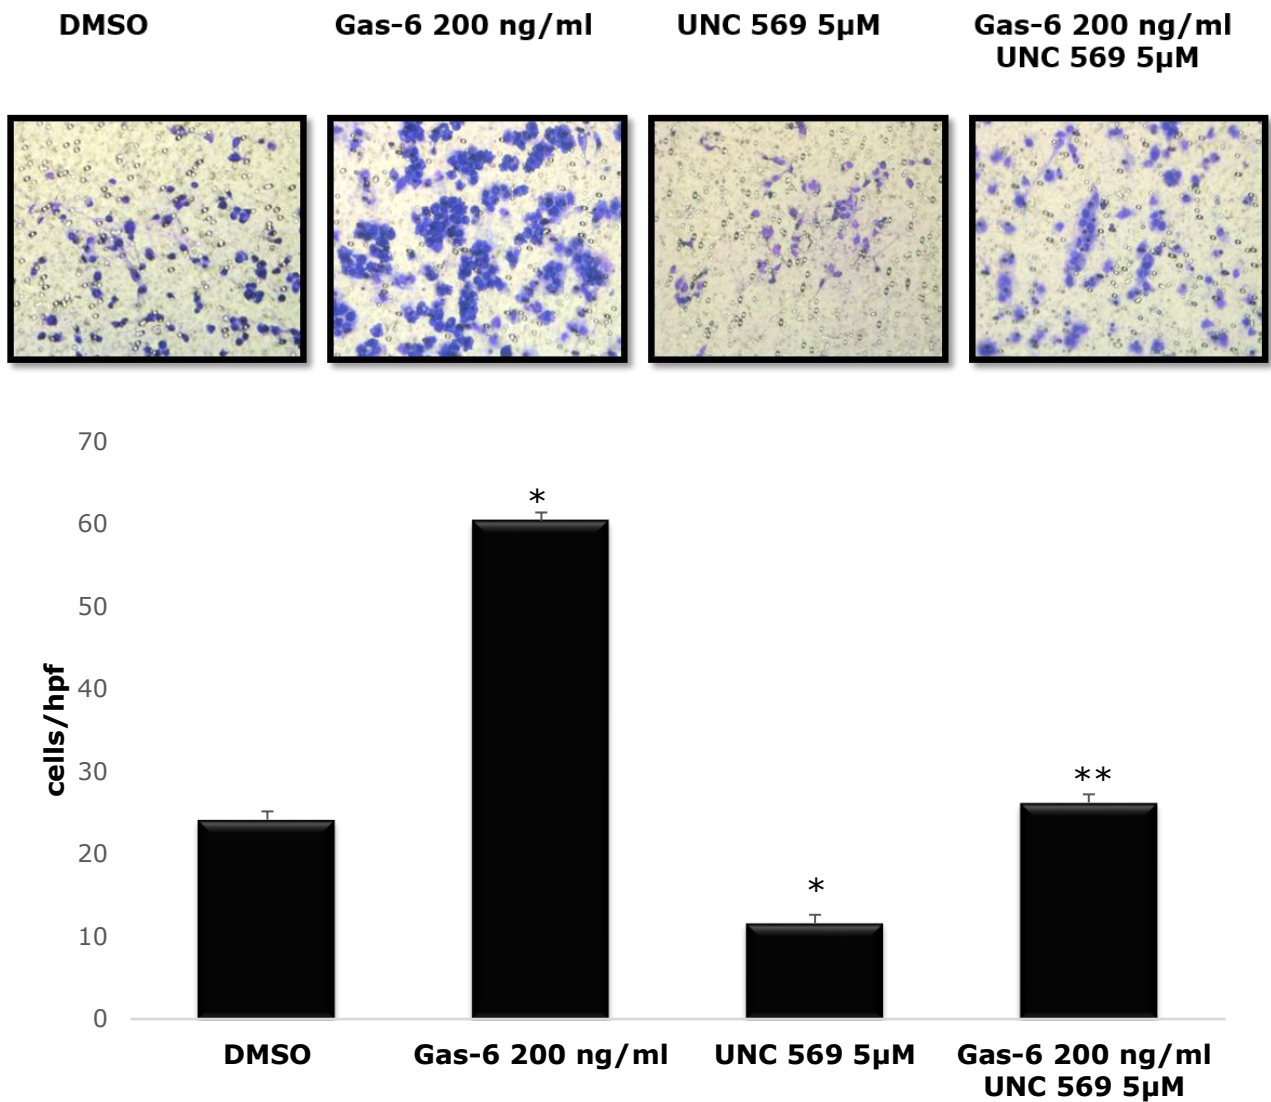 DMSO
Gas-6 200 ng/ml
UNC 569 5µM
Gas-6 200 ng/ml
UNC 569 5µM
70
60
50
40
30
20
10
0
cells/hpf
*
*
**
DMSO
Gas-6 200 ng/ml
UNC 569 5µM
Gas-6 200 ng/ml
UNC 569 5µM